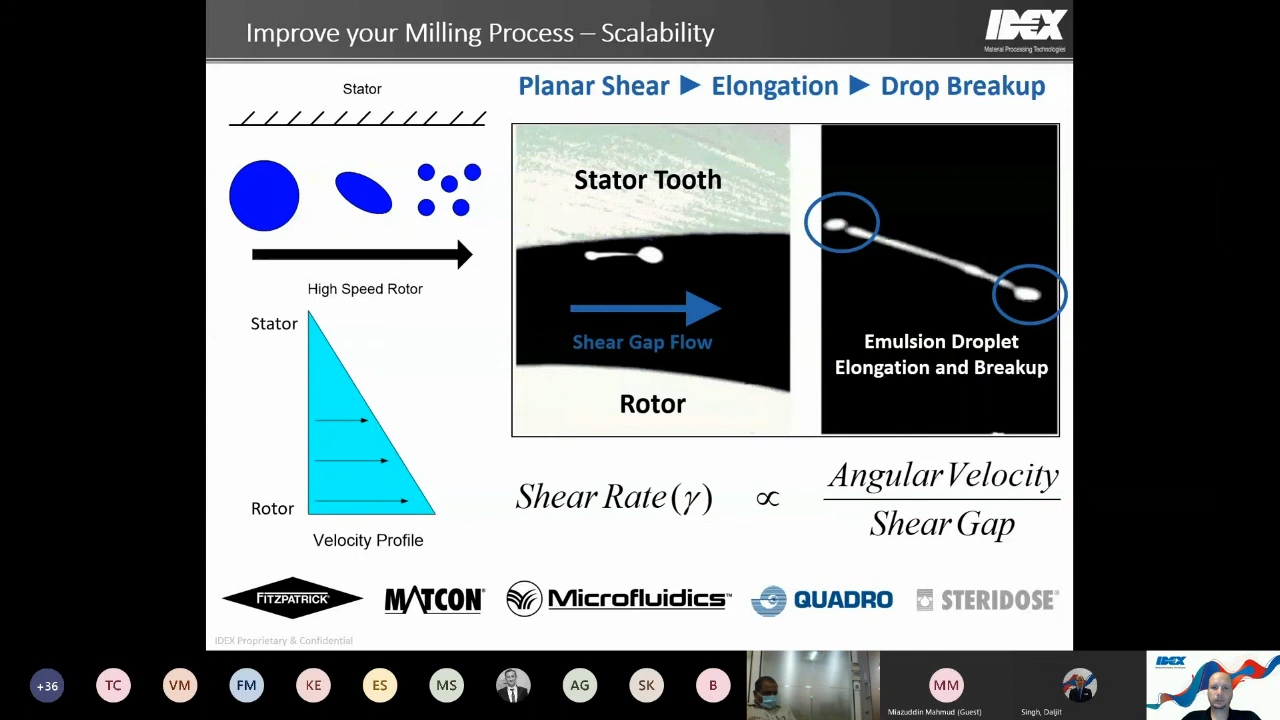 Improve your Milling Process – Scalability
IDEX
Material Processing Technologies
Planar Shear ► Elongation ► Drop Breakup
Stator
High Speed Rotor
Stator
Rotor
Velocity Profile
Stator Tooth
Shear Gap Flow
Rotor
Emulsion Droplet
Elongation and Breakup
Shear Rate (γ) ∝ Angular Velocity
Shear Gap
FITZPATRICK
MATCON
Microfluidics™
QUADRO
STERIDOSE
IDEX Proprietary & Confidential
+36
TC
VM
FM
KE
ES
MS
AG
SK
B
MM
Miazuddin Mahmud (Guest)
Singh, Daljit
IDEX